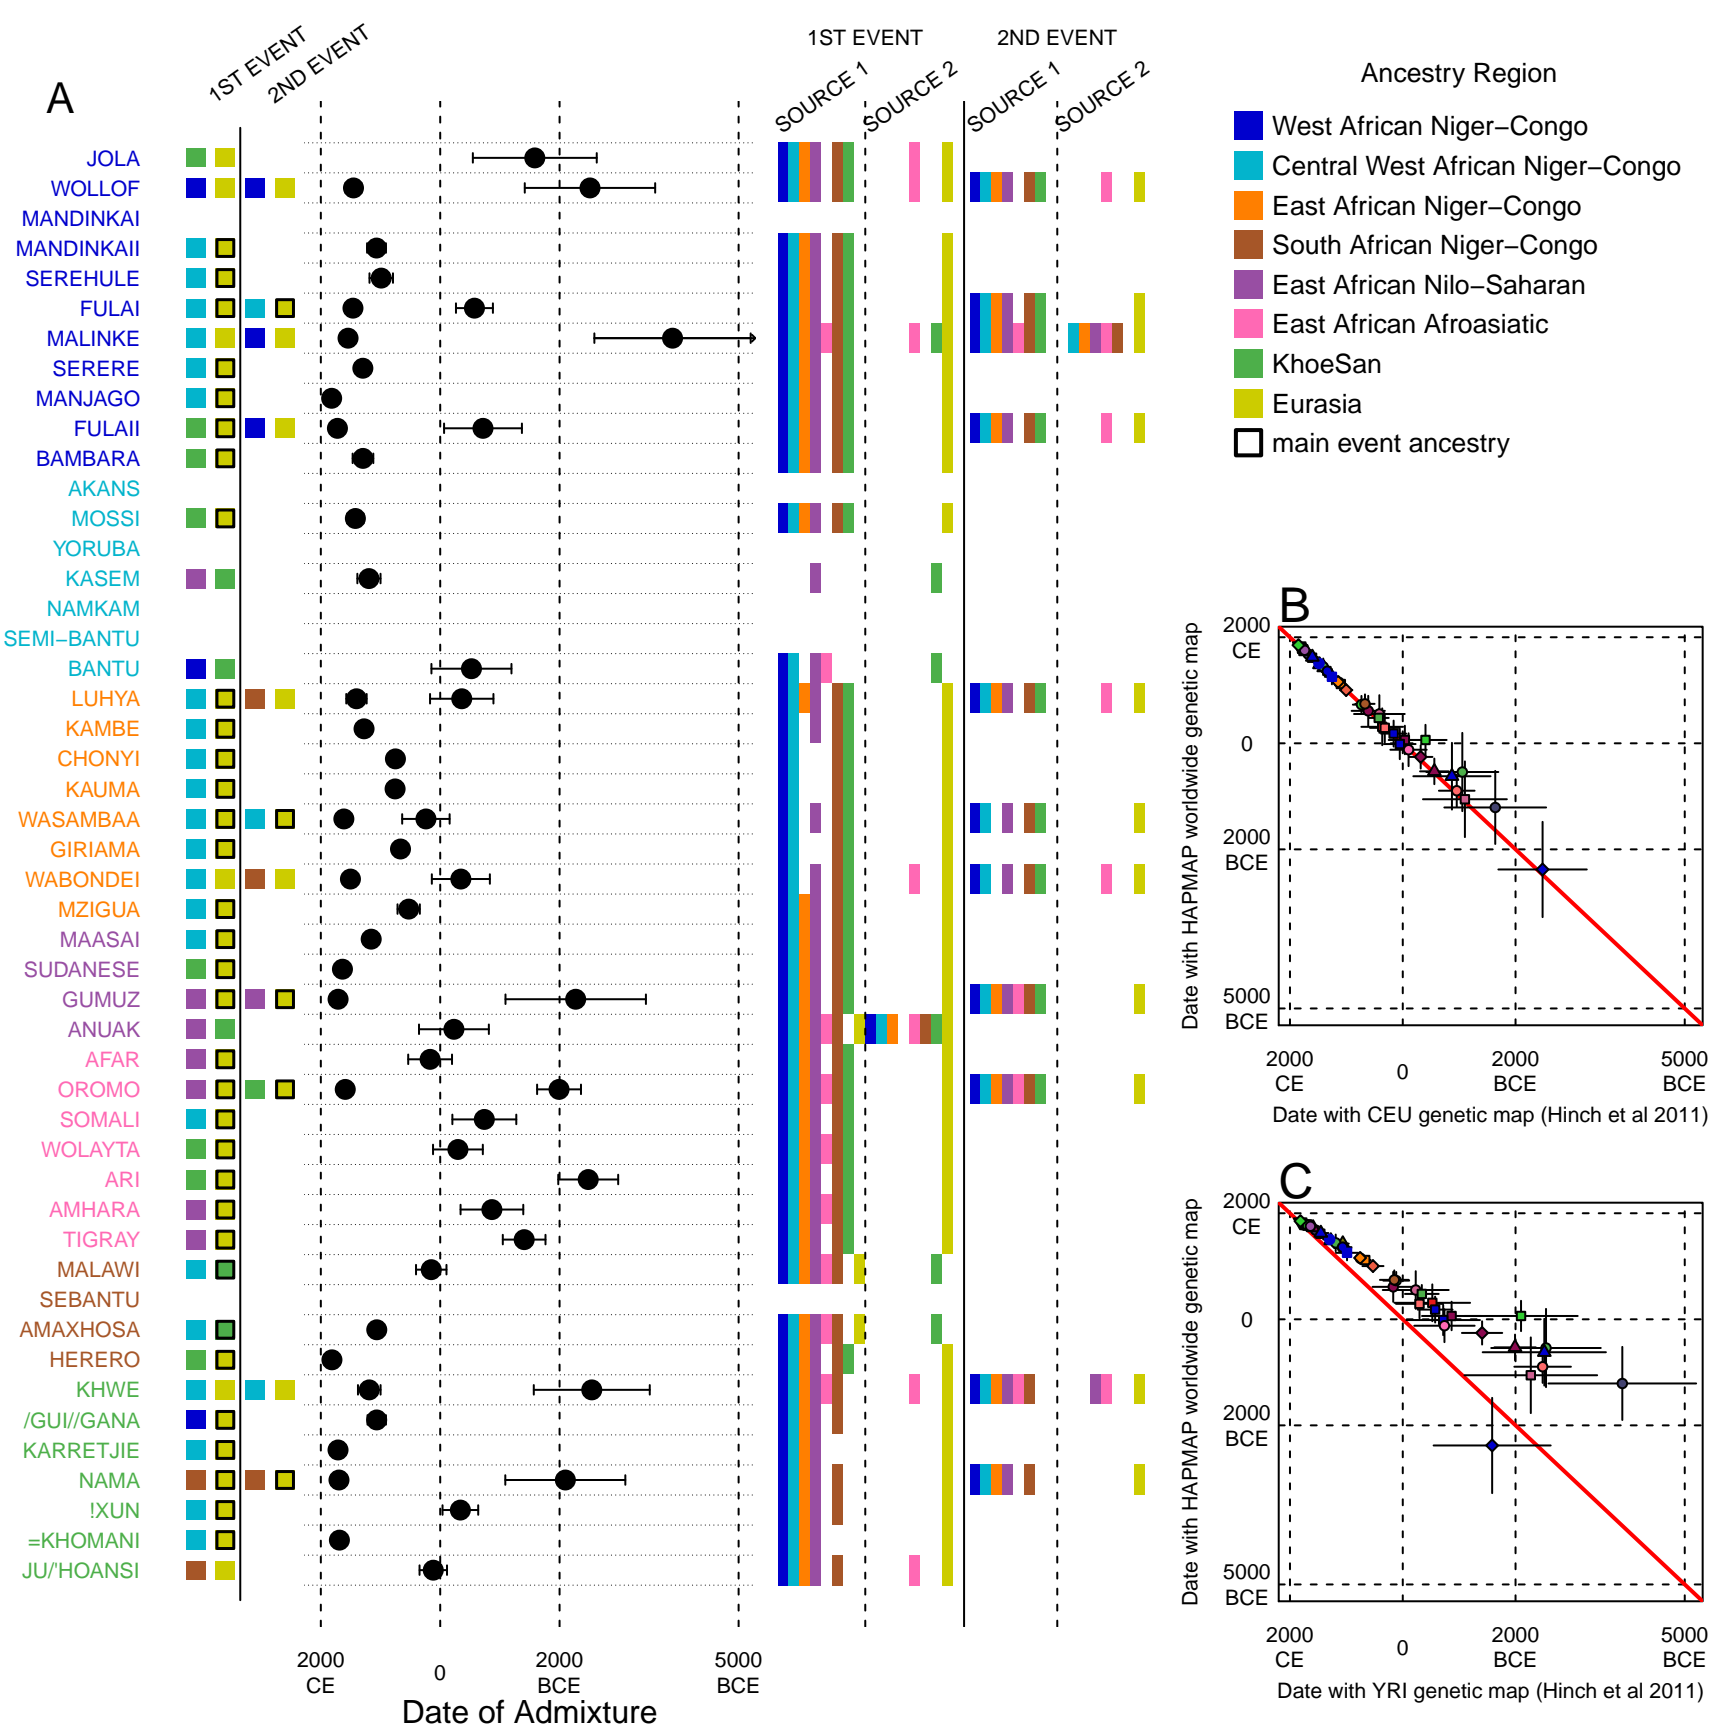 A
1ST EVENT
2ND EVENT
1ST EVENT
2ND EVENT
SOURCE 1
SOURCE 2
SOURCE 1
SOURCE 2
JOLA
WOLLOF
MANDINKAI
MANDINKAII
SEREHULE
FULAI
MALINKE
SERERE
MANJAGO
FULAII
BAMBARA
AKANS
MOSSI
YORUBA
KASEM
NAMKAM
SEMI−BANTU
BANTU
LUHYA
KAMBE
CHONYI
KAUMA
WASAMBAA
GIRIAMA
WABONDEI
MZIGUA
MAASAI
SUDANESE
GUMUZ
ANUAK
AFAR
OROMO
SOMALI
WOLAYTA
ARI
AMHARA
TIGRAY
MALAWI
SEBANTU
AMAXHOSA
HERERO
KHWE
/GUI//GANA
KARRETJIE
NAMA
!XUN
=KHOMANI
JU/'HOANSI
2000 0 2000 5000
CE BCE BCE
Date of Admixture
Ancestry Region
West African Niger−Congo
Central West African Niger−Congo
East African Niger−Congo
South African Niger−Congo
East African Nilo−Saharan
East African Afroasiatic
KhoeSan
Eurasia
main event ancestry
B
Date with HAPMAP worldwide genetic map
2000
CE
0
2000
BCE
5000
BCE
2000 0 2000 5000
CE BCE BCE
Date with CEU genetic map (Hinch et al 2011)
C
Date with HAPMAP worldwide genetic map
2000
CE
0
2000
BCE
5000
BCE
2000 0 2000 5000
CE BCE BCE
Date with YRI genetic map (Hinch et al 2011)